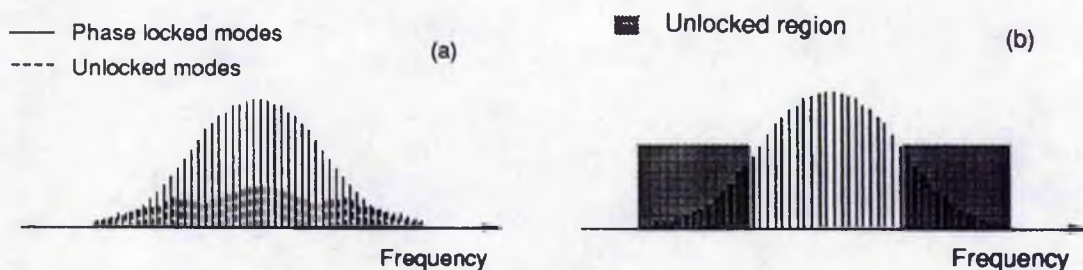 Phase locked modes
Unlocked modes
(a)
Frequency
Unlocked region
(b)
Frequency